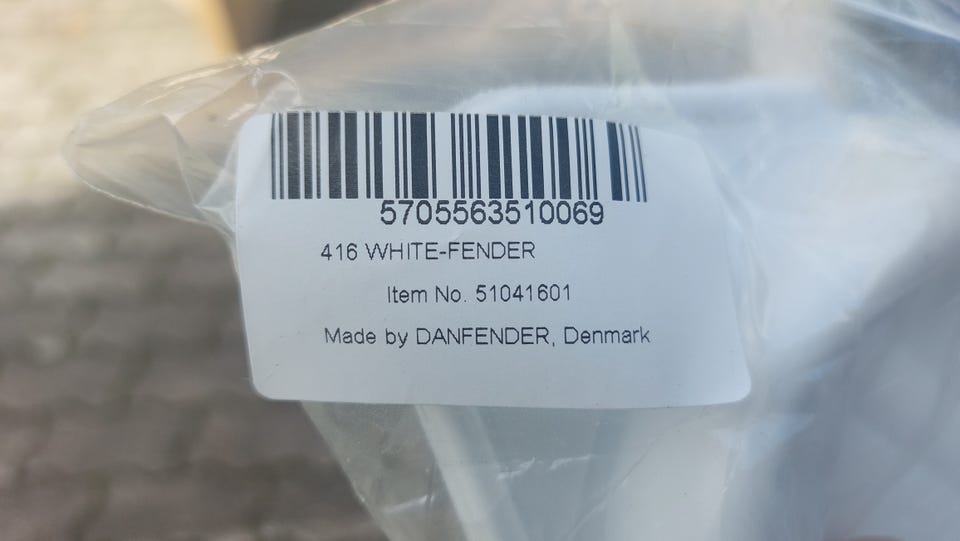 5705563510069
416 WHITE-FENDER
Item No. 51041601
Made by DANFENDER, Denmark